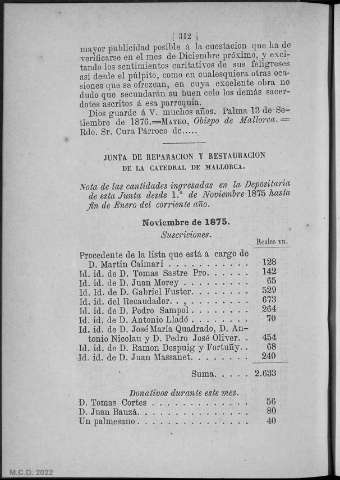 ( 312 )
mayor publicidad posible á la cuestacion que ha de
verificarse en el mes de Diciembre próximo, y exci-
tando los sentimientos caritativos de sus feligreses
asi desde el púlpito, como en cualesquiera otras oca-
siones que se ofrezcan, en cuya excelente obra no
dudo que secundarán su buen celo los demás sacer-
dotes ascritos á esa parroquia.
Dios guarde á V. muchos años. Palma 13 de Se-
tiembre de 1876.=MATEO, Obispo de Mallorca.=
Rdo. Sr. Cura Párroco de.....
JUNTA DE REPARACION Y RESTAURACION
DE LA CATEDRAL DE MALLORCA.
Nota de las cantidades ingresadas en la Depositaria
de esta Junta desde 1.° de Noviembre 1875 hasta
fin de Enero del corriente año.
Noviembre de 1875.
Suscriciones.
Reales vn.
Procedente de la lista que está á cargo de
D. Martin Caimari . . . . . . . . . . 128
Id. id. de D. Tomas Sastre Pro. . . . . . 142
Id. id. de D. Juan Morey . . . . . . . . 65
Id. id. de D. Gabriel Fuster. . . . . . . . 529
Id. id. del Recaudador. . . . . . . . . . 673
Id. id. de D. Pedro Sampol . . . . . . . . 264
Id. id. de D. Antonio Lladó . . . . . . . . 70
Id. id. de D. José María Quadrado, D. An-
tonio Nicolau y D. Pedro José Oliver. . 454
Id. id. de D. Ramon Despuig y Fortuñy. . 68
Id. id. de D. Juan Massanet. . . . . . . . 240
Suma. . . . . 2.633
Donativos durante este mes.
D. Tomas Cortes . . . . . . . . . . . . 56
D. Juan Bauzá. . . . . . . . . . . . . 80
Un palmesano . . . . . . . . . . . . . 40
M.C.D. 2022